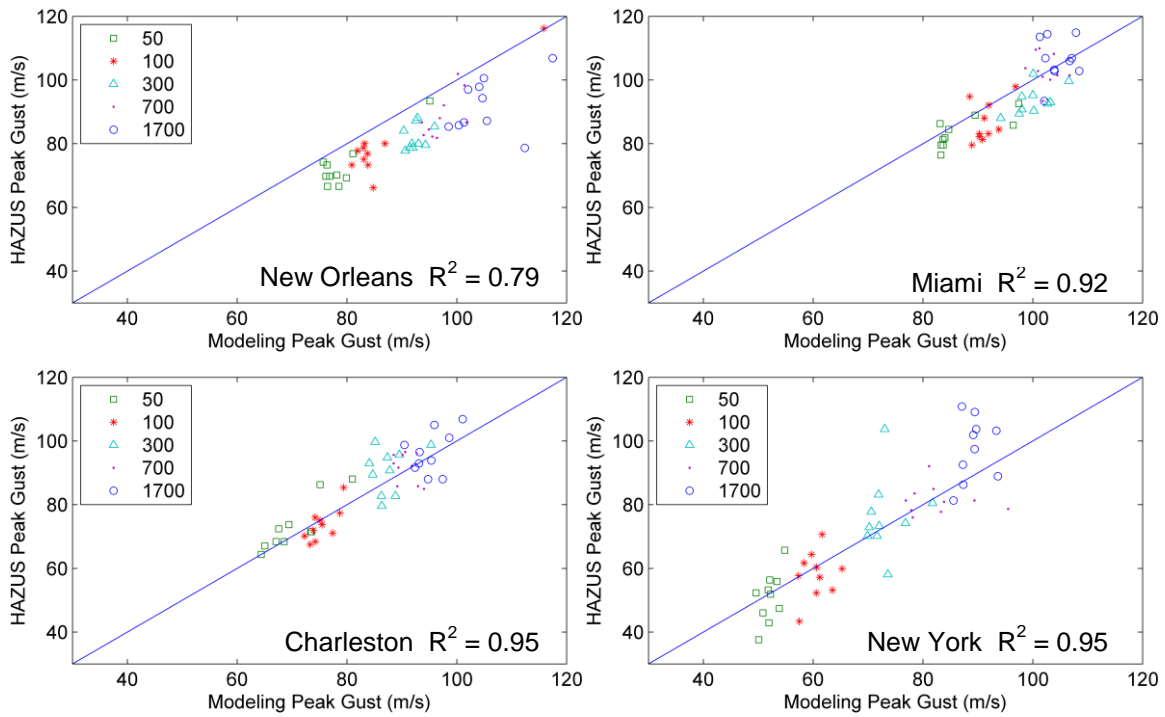 120
100
80
60
40
HAZUS Peak Gust (m/s)
50
100
300
700
1700
New Orleans R² = 0.79
40 60 80 100 120
Modeling Peak Gust (m/s)
120
100
80
60
40
HAZUS Peak Gust (m/s)
50
100
300
700
1700
Miami R² = 0.92
40 60 80 100 120
Modeling Peak Gust (m/s)
120
100
80
60
40
HAZUS Peak Gust (m/s)
50
100
300
700
1700
Charleston R² = 0.95
40 60 80 100 120
Modeling Peak Gust (m/s)
120
100
80
60
40
HAZUS Peak Gust (m/s)
50
100
300
700
1700
New York R² = 0.95
40 60 80 100 120
Modeling Peak Gust (m/s)